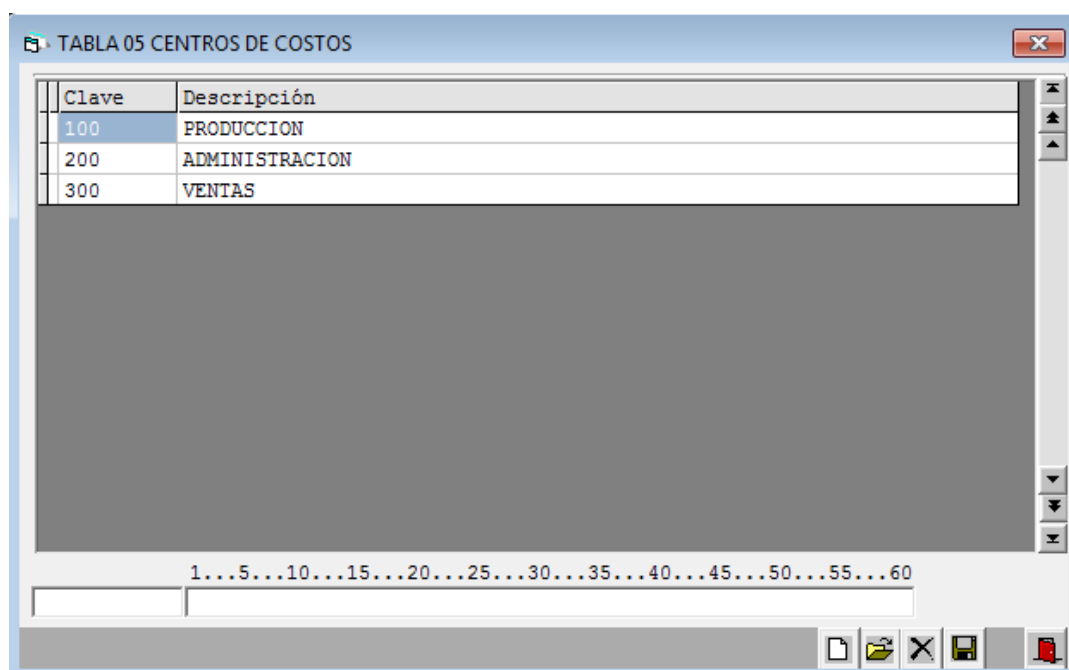 TABLA 05 CENTROS DE COSTOS
Clave Descripción
100 PRODUCCION
200 ADMINISTRACION
300 VENTAS
1...5...10...15...20...25...30...35...40...45...50...55...60